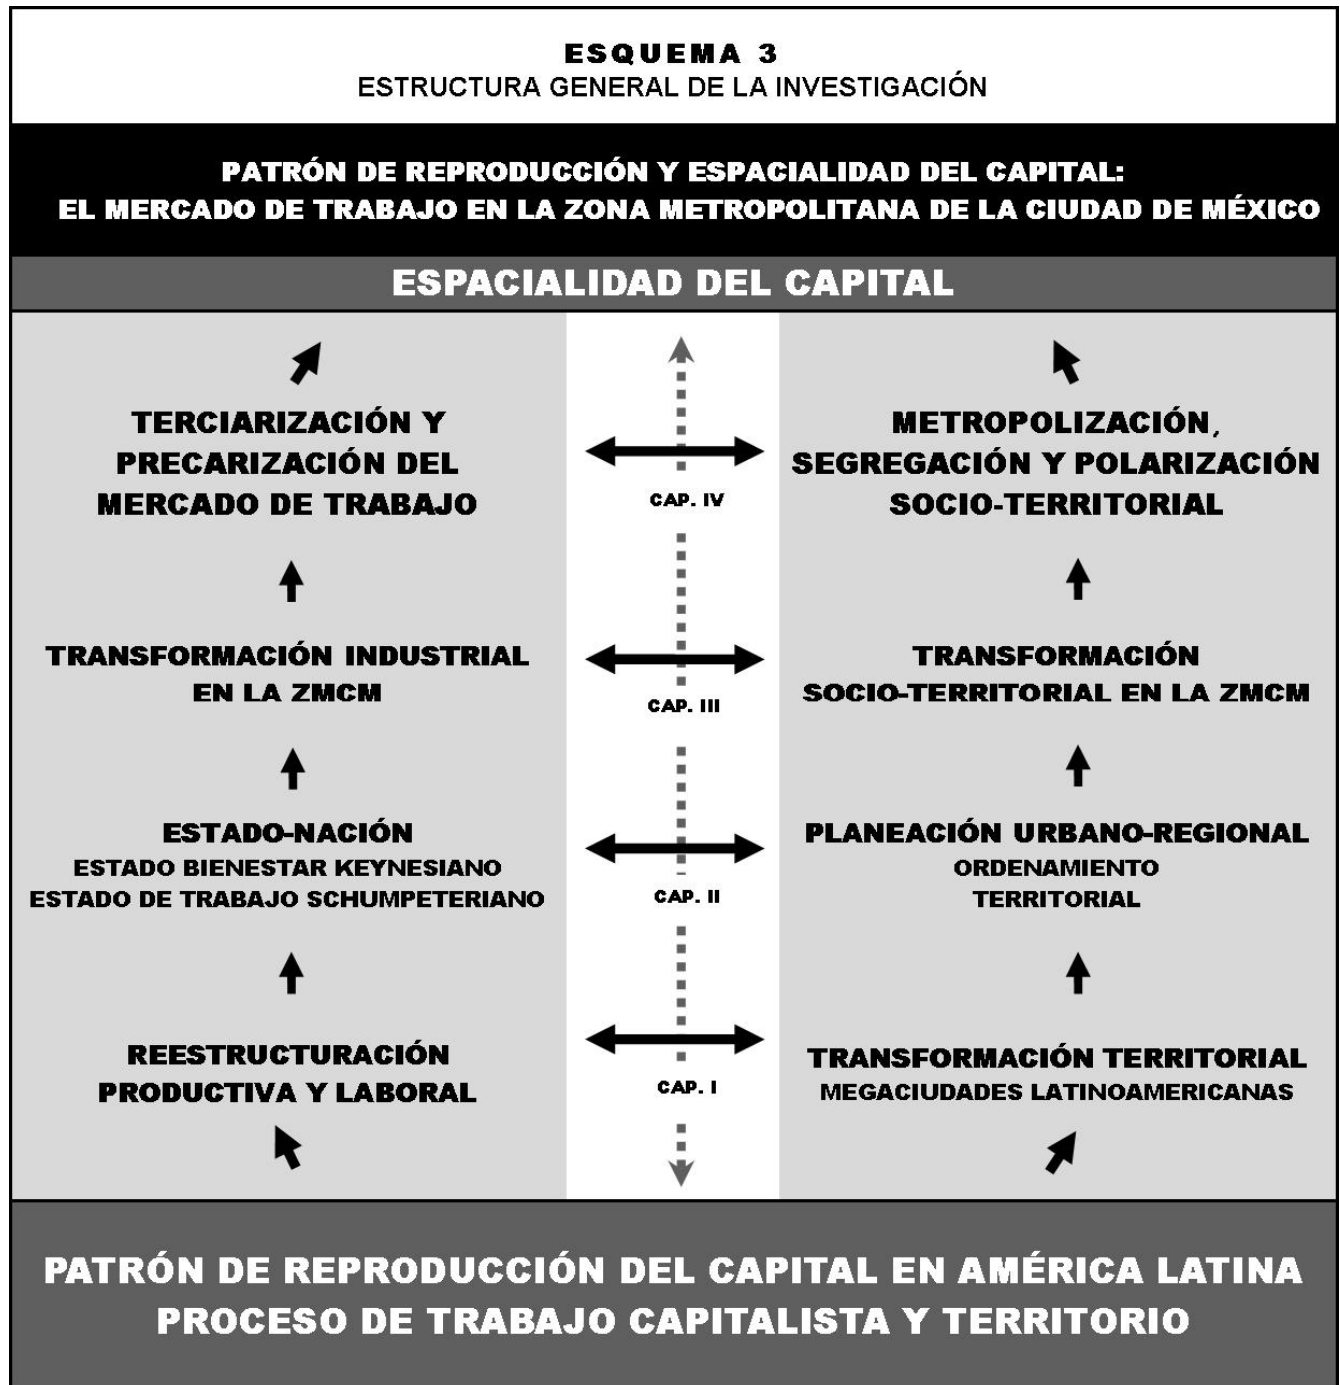 ESQUEMA 3
ESTRUCTURA GENERAL DE LA INVESTIGACIÓN
PATRÓN DE REPRODUCCIÓN Y ESPACIALIDAD DEL CAPITAL:
EL MERCADO DE TRABAJO EN LA ZONA METROPOLITANA DE LA CIUDAD DE MÉXICO
ESPACIALIDAD DEL CAPITAL
TERCIARIZACIÓN Y
PRECARIZACIÓN DEL
MERCADO DE TRABAJO
CAP. IV
METROPOLIZACIÓN,
SEGREGACIÓN Y POLARIZACIÓN
SOCIO-TERRITORIAL
TRANSFORMACIÓN INDUSTRIAL
EN LA ZMCM
CAP. III
TRANSFORMACIÓN
SOCIO-TERRITORIAL EN LA ZMCM
ESTADO-NACIÓN
ESTADO BIENESTAR KEYNESIANO
ESTADO DE TRABAJO SCHUMPETERIANO
CAP. II
PLANEACIÓN URBANO-REGIONAL
ORDENAMIENTO
TERRITORIAL
REESTRUCTURACIÓN
PRODUCTIVA Y LABORAL
CAP. I
TRANSFORMACIÓN TERRITORIAL
MEGACIUDADES LATINOAMERICANAS
PATRÓN DE REPRODUCCIÓN DEL CAPITAL EN AMÉRICA LATINA
PROCESO DE TRABAJO CAPITALISTA Y TERRITORIO